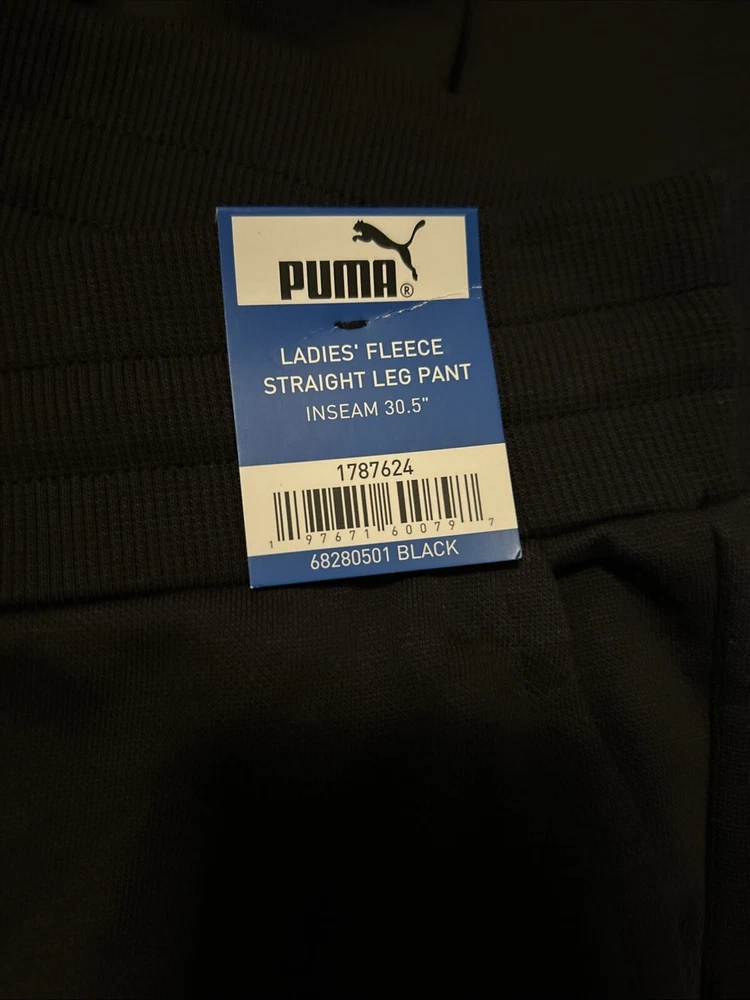 PUMA®
LADIES' FLEECE
STRAIGHT LEG PANT
INSEAM 30.5"
1787624
1 97671 60079 7
68280501 BLACK